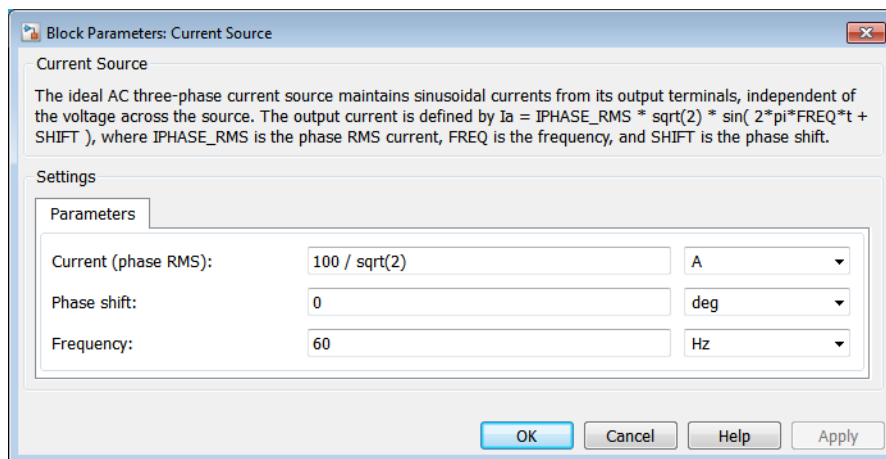 Block Parameters: Current Source
Current Source
The ideal AC three-phase current source maintains sinusoidal currents from its output terminals, independent of
the voltage across the source. The output current is defined by Ia = IPHASE_RMS * sqrt(2) * sin( 2*pi*FREQ*t +
SHIFT ), where IPHASE_RMS is the phase RMS current, FREQ is the frequency, and SHIFT is the phase shift.
Settings
Parameters
Current (phase RMS): 100 / sqrt(2) A
Phase shift: 0 deg
Frequency: 60 Hz
OK Cancel Help Apply